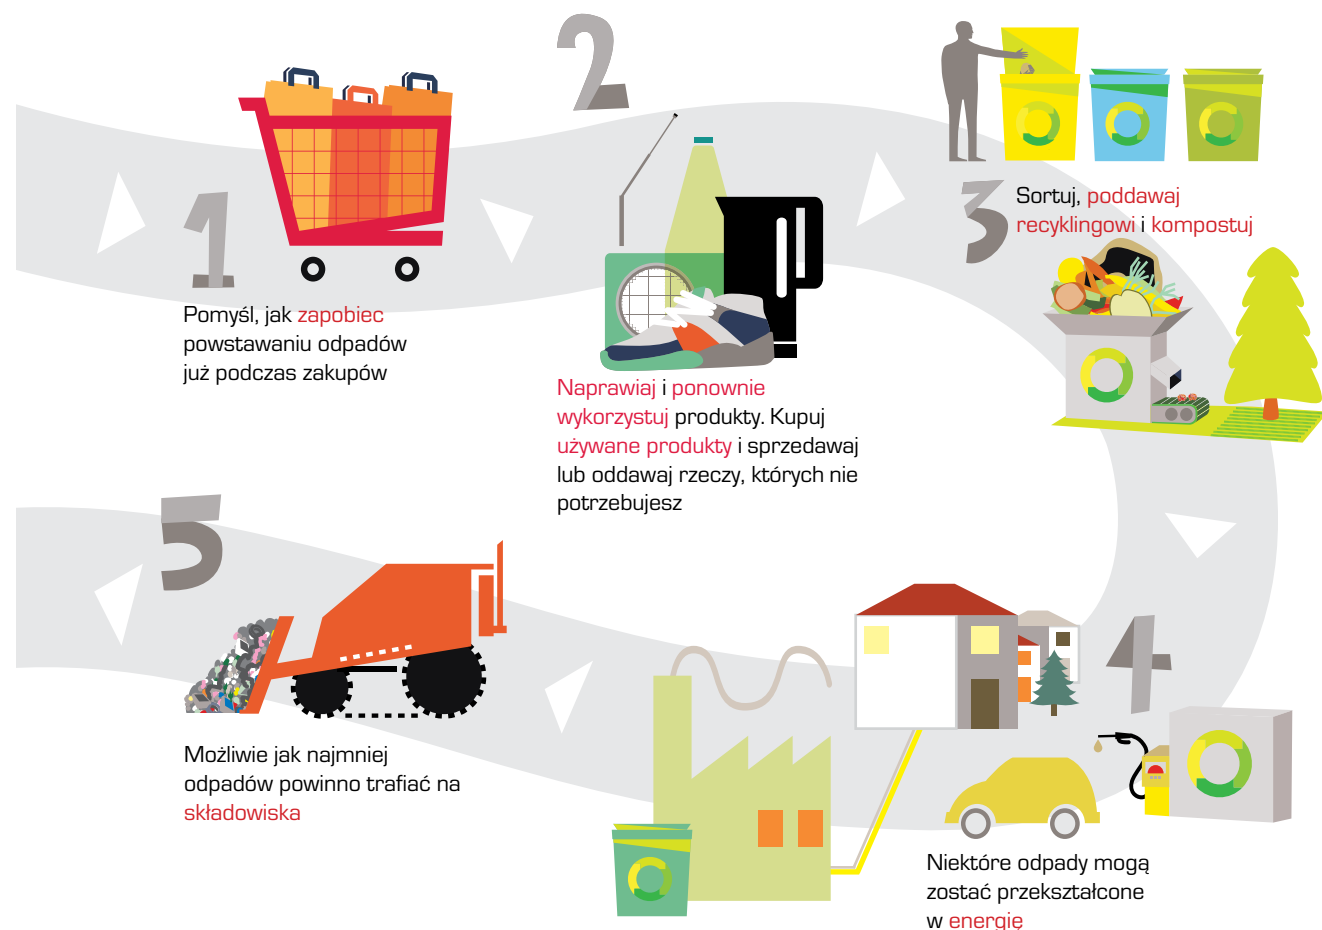 1
Pomyśl, jak zapobiec
powstawaniu odpadów
już podczas zakupów
2
Naprawiaj i ponownie
wykorzystuj produkty. Kupuj
używane produkty i sprzedawaj
lub oddawaj rzeczy, których nie
potrzebujesz
3
Sortuj, poddawaj
recyklingowi i kompostuj
4
Niektóre odpady mogą
zostać przekształcone
w energię
5
Możliwie jak najmniej
odpadów powinno trafiać na
składowiska